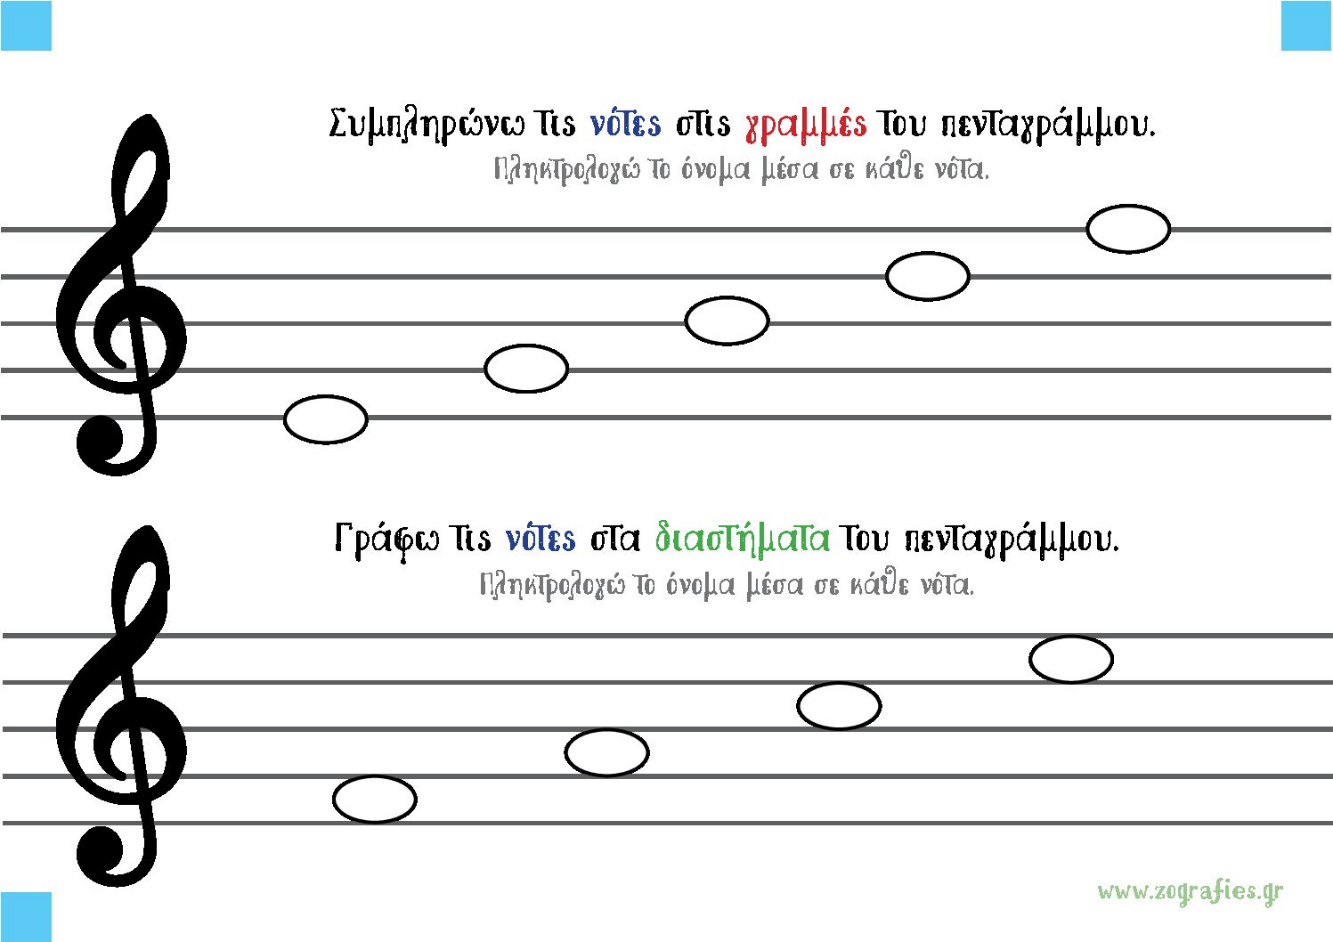 Συμπληρώνω τις νότες στις γραμμές του πενταγράμμου.
Πληκτρολογώ το όνομα μέσα σε κάθε νότα.
Γράφω τις νότες στα διαστήματα του πενταγράμμου.
Πληκτρολογώ το όνομα μέσα σε κάθε νότα.
www.zografies.gr